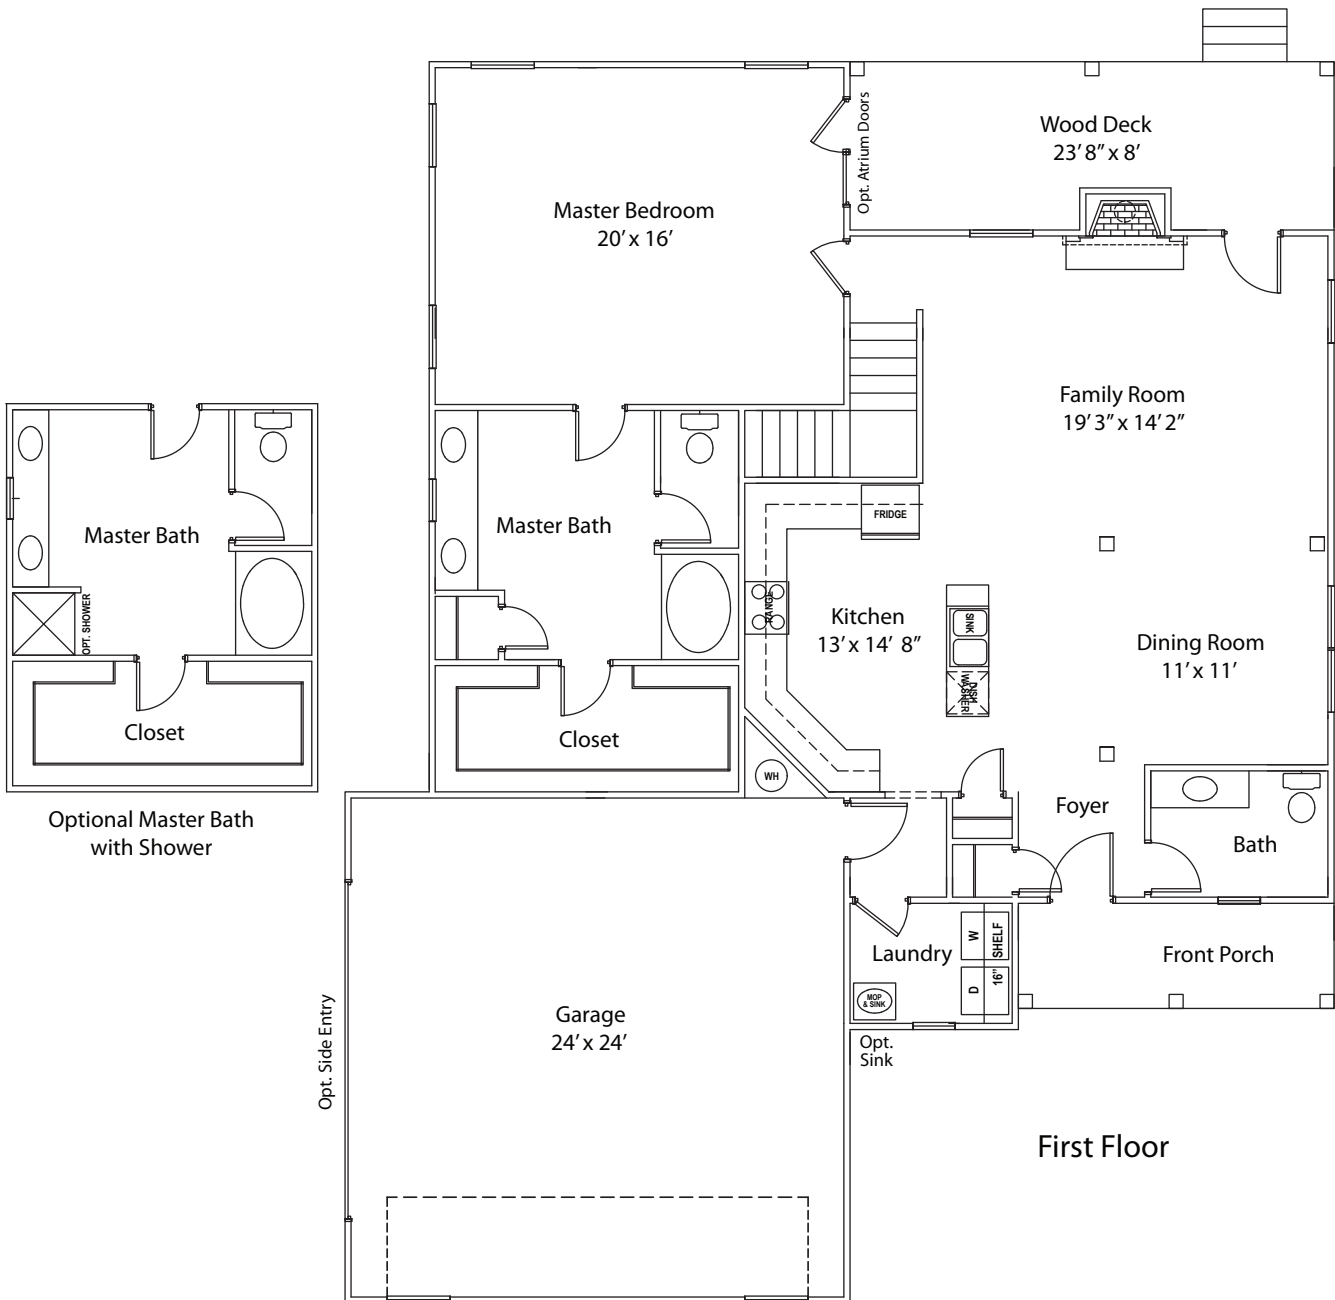 Wood Deck
23’ 8” x 8’
Opt. Atrium Doors
Master Bedroom
20’ x 16’
Family Room
19’ 3” x 14’ 2”
Master Bath
OPT. SHOWER
Closet
Optional Master Bath
with Shower
Master Bath
Closet
FRIDGE
RANGE
Kitchen
13’ x 14’ 8”
SINK
DISH
WASHER
Dining Room
11’ x 11’
WH
Foyer
Bath
Laundry
W
D
SHELF
16”
MOP
& SINK
Opt.
Sink
Front Porch
Garage
24’ x 24’
Opt. Side Entry
First Floor